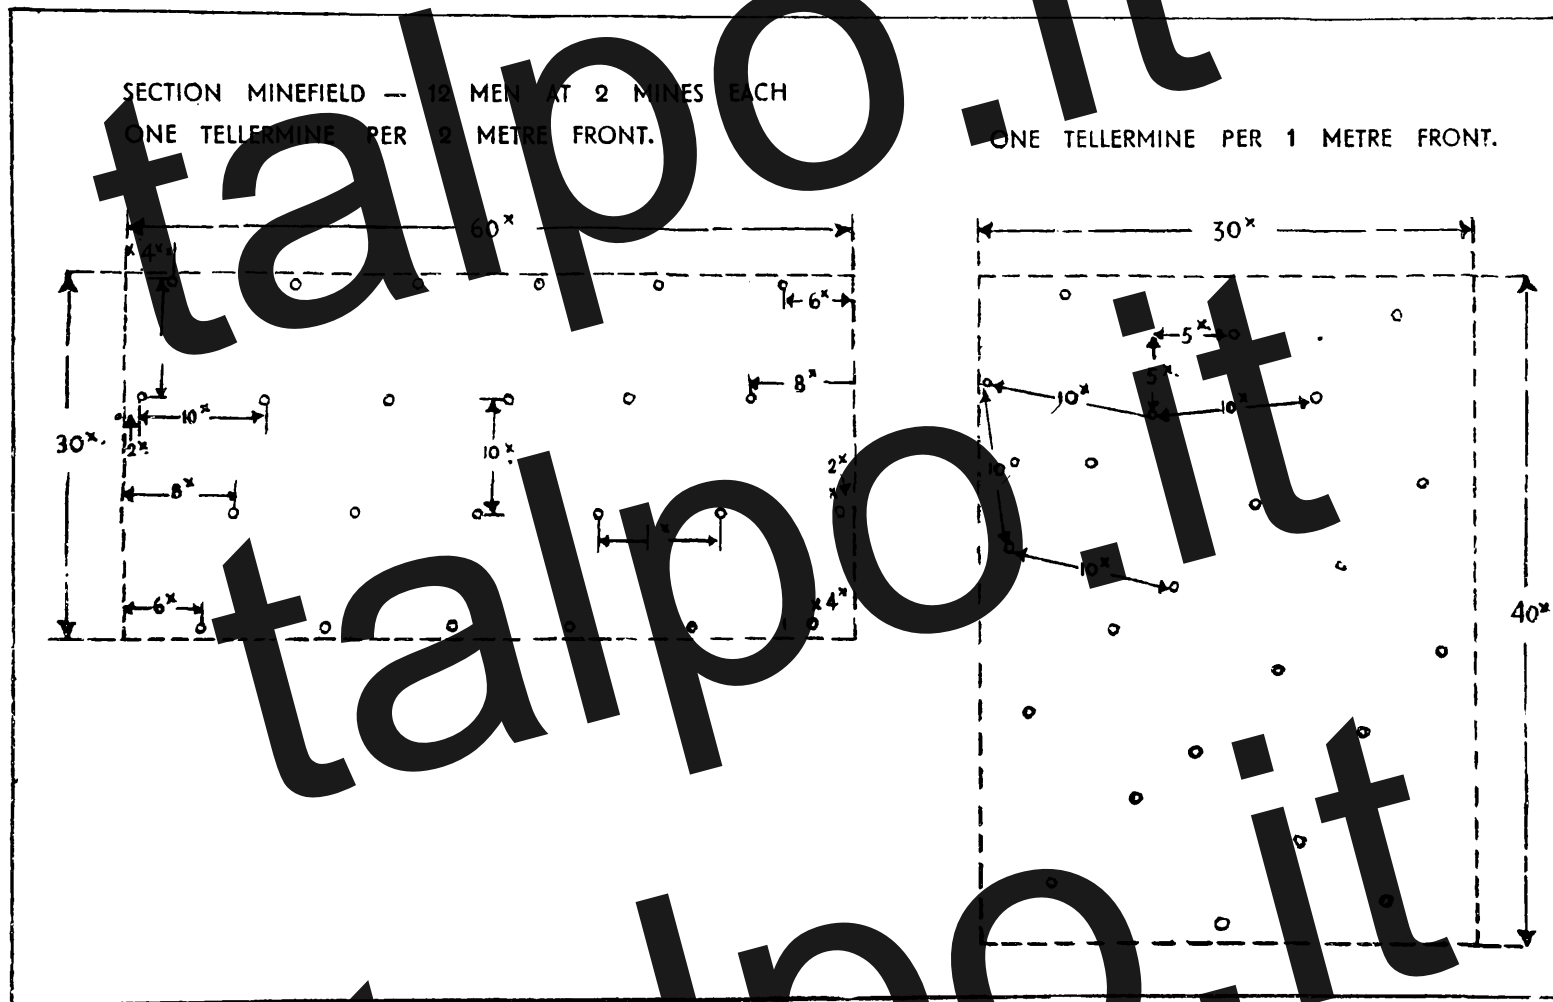 SECTION MINEFIELD — 12 MEN AT 2 MINES EACH
ONE TELLERMINE PER 2 METRE FRONT.
ONE TELLERMINE PER 1 METRE FRONT.
60ˣ
30ˣ
4ˣ
6ˣ
5ˣ
8ˣ
5ˣ
10ˣ
10ˣ
10ˣ
30ˣ
2ˣ
10ˣ
2ˣ
10ˣ
8ˣ
10ˣ
6ˣ
4ˣ
40ˣ
talpo.it
talpo.it
talpo.it